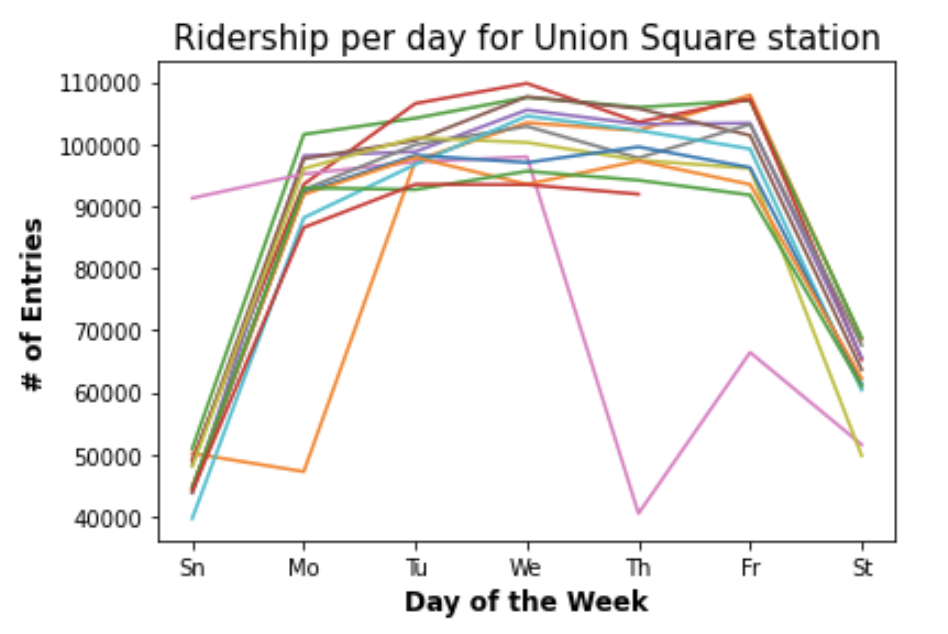 Ridership per day for Union Square station
110000
100000
90000
80000
70000
60000
50000
40000
# of Entries
Sn Mo Tu We Th Fr St
Day of the Week